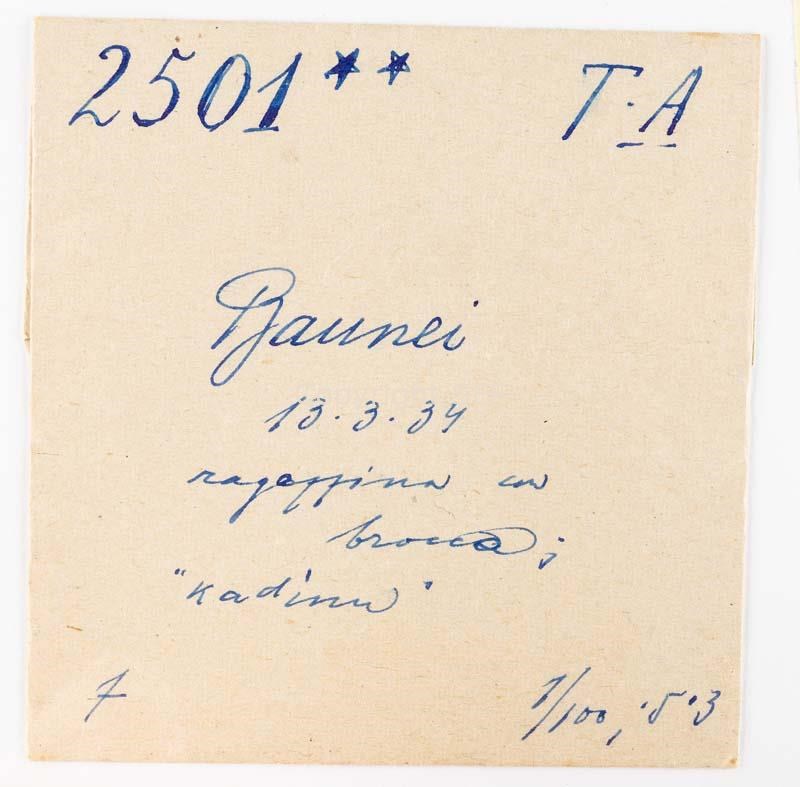 2501** T.A
Baunei
13.3.34
ragazzina con
brocca;
"kadinu"
7
1/100, 5.3